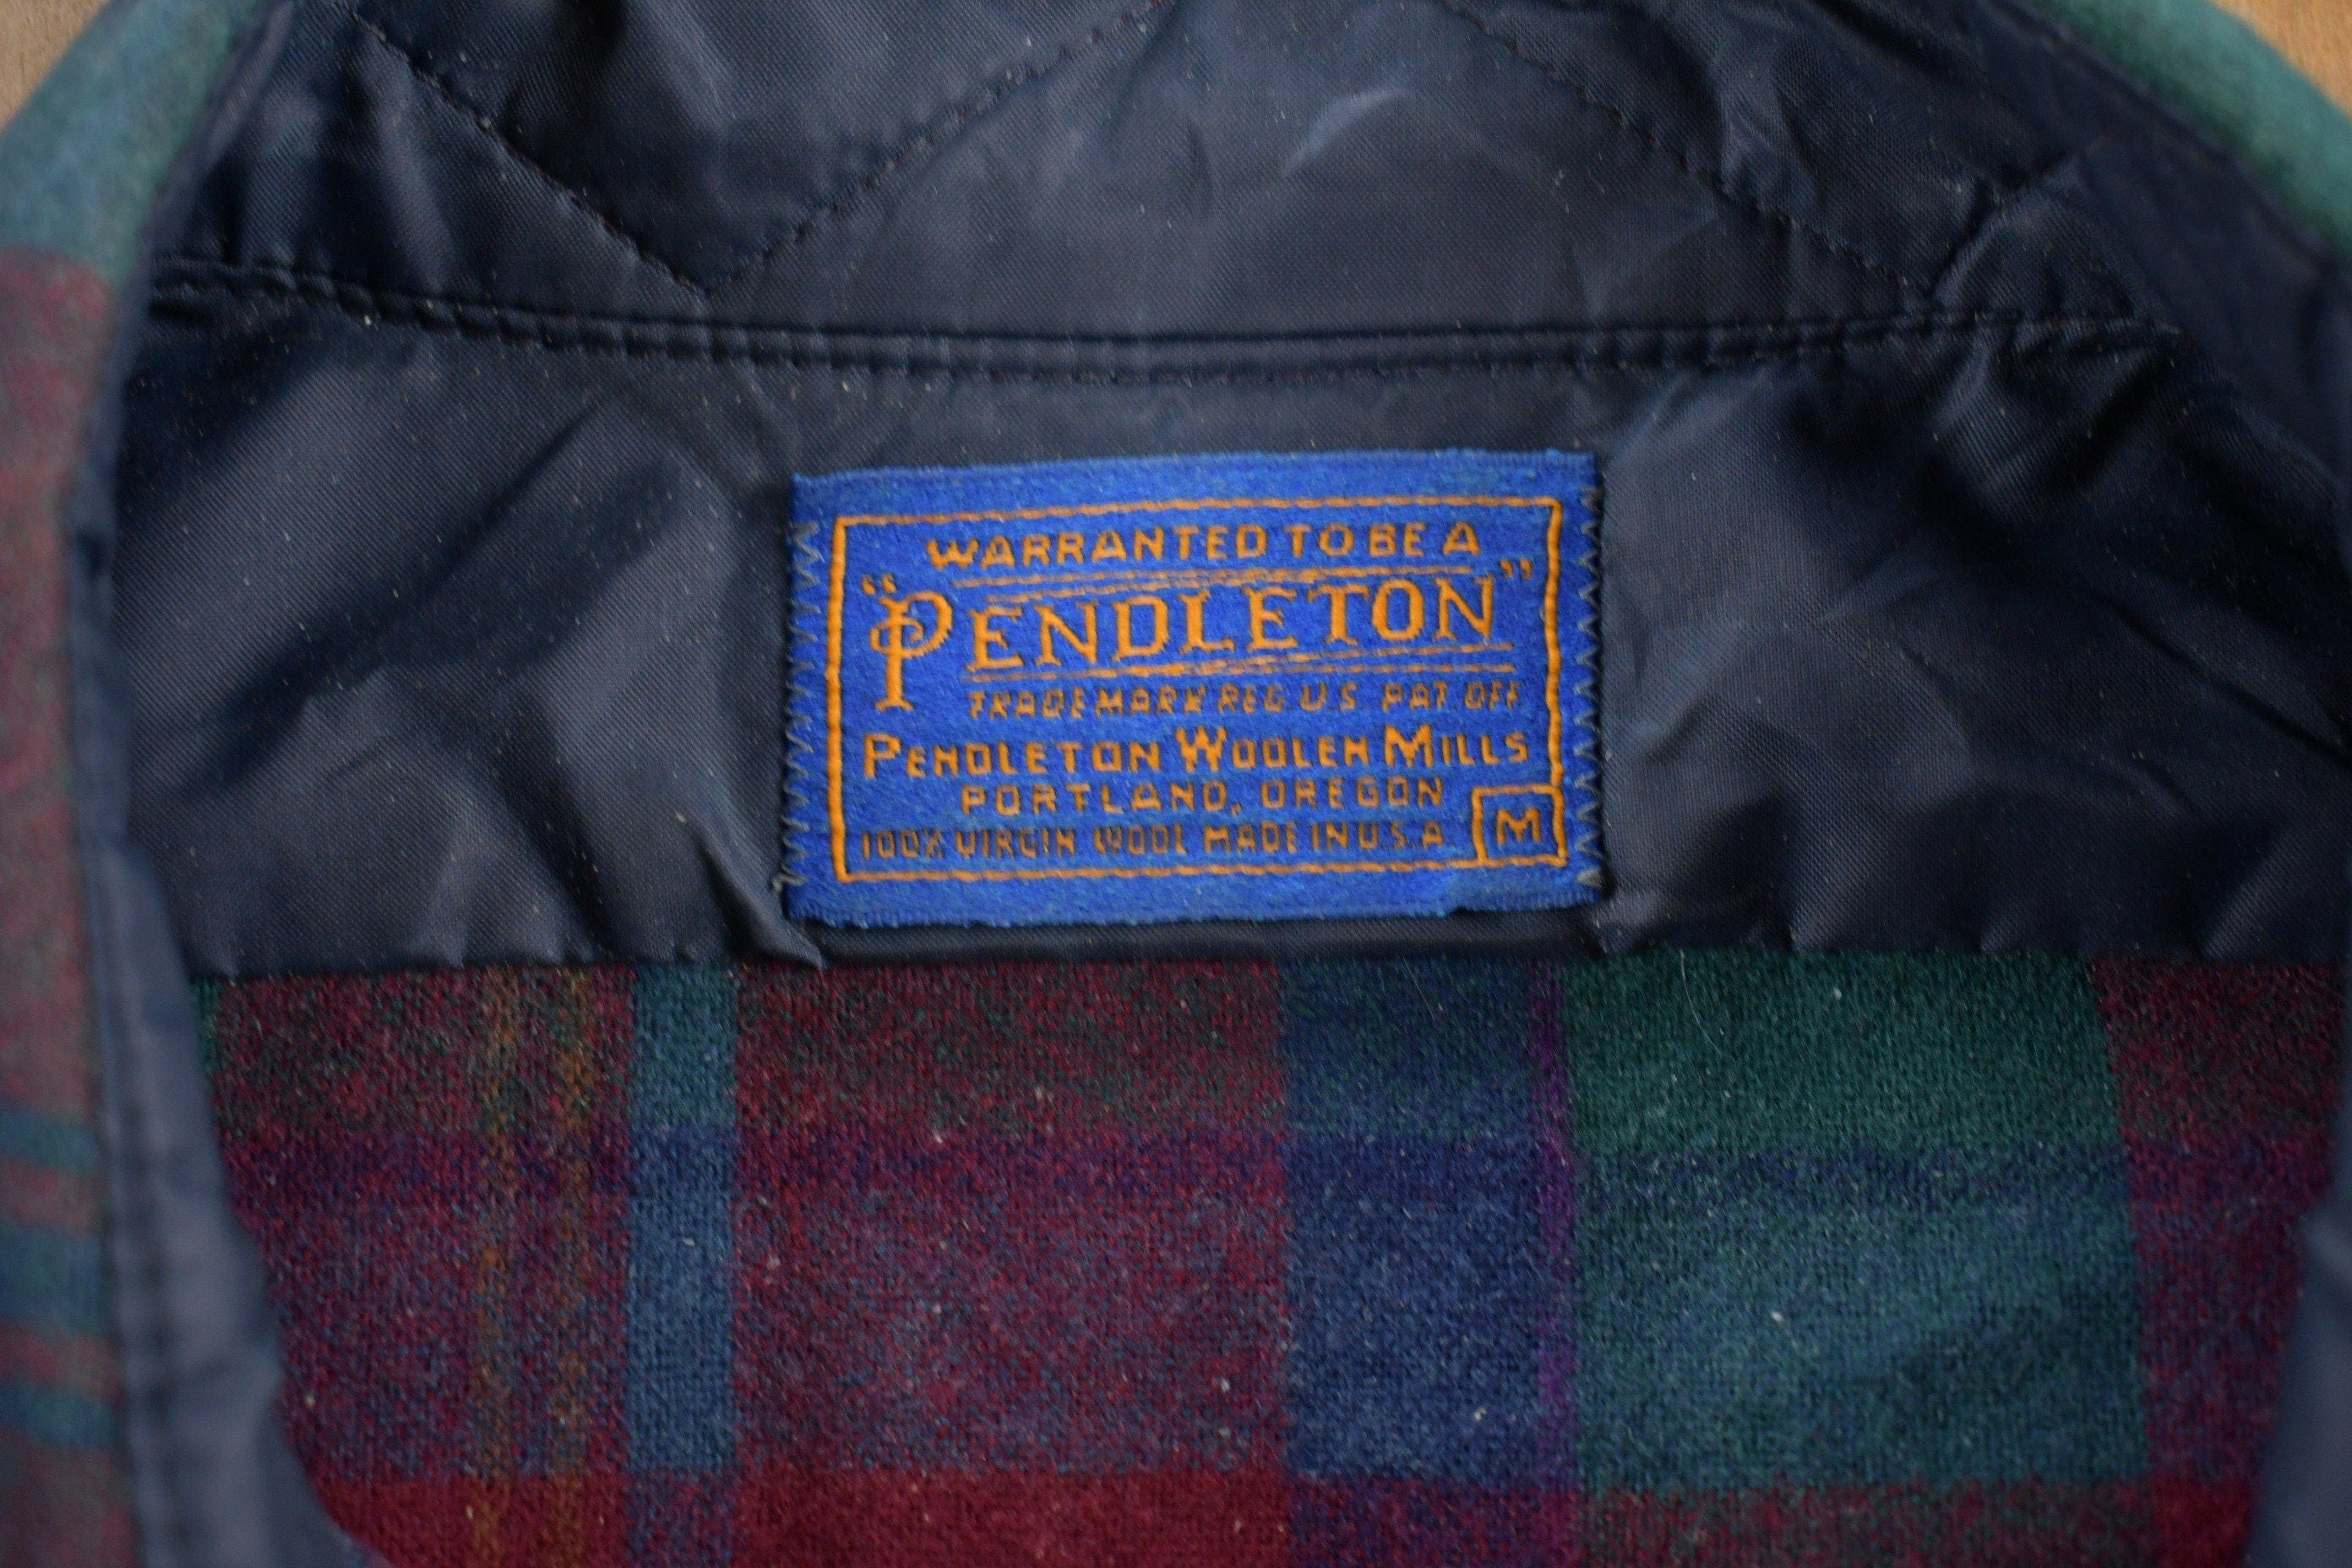 WARRANTED TO BE A
"PENDLETON"
TRADE MARK REG. U.S. PAT. OFF.
PENDLETON WOOLEN MILLS
PORTLAND, OREGON
100% VIRGIN WOOL MADE IN U.S.A
M